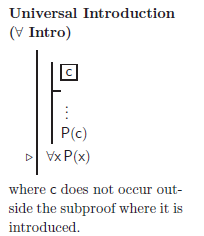 Universal Introduction
(∀ Intro)
c
⋮
P(c)
▷ ∀x P(x)
where c does not occur out-
side the subproof where it is
introduced.